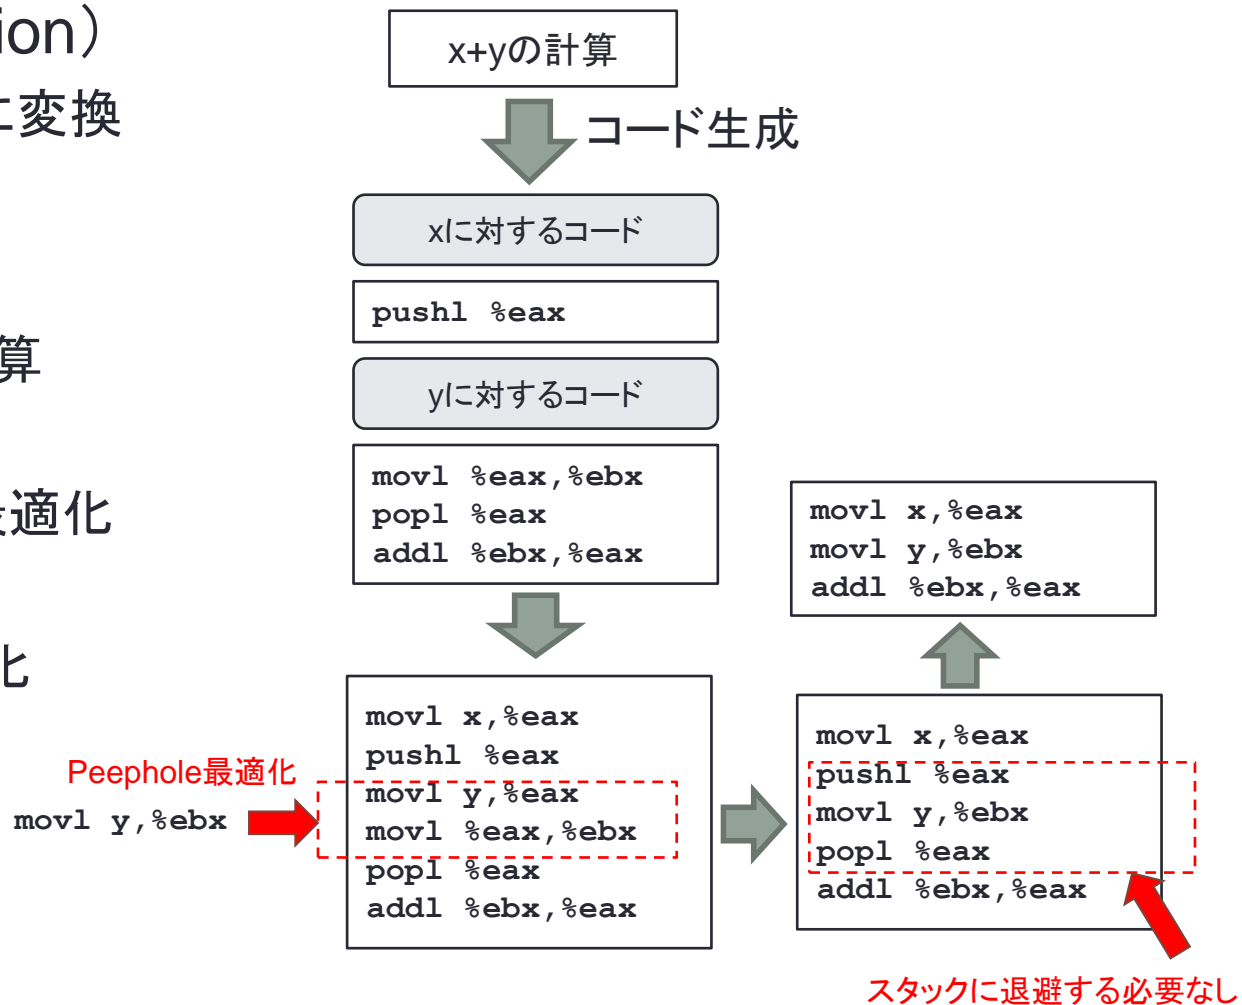 ion）
に変換
算
最適化
化
x+yの計算
コード生成
xに対するコード
pushl %eax
yに対するコード
movl %eax,%ebx
popl %eax
addl %ebx,%eax
movl x,%eax
pushl %eax
movl y,%eax
movl %eax,%ebx
popl %eax
addl %ebx,%eax
Peephole最適化
movl y,%ebx
movl x,%eax
pushl %eax
movl y,%ebx
popl %eax
addl %ebx,%eax
スタックに退避する必要なし
movl x,%eax
movl y,%ebx
addl %ebx,%eax